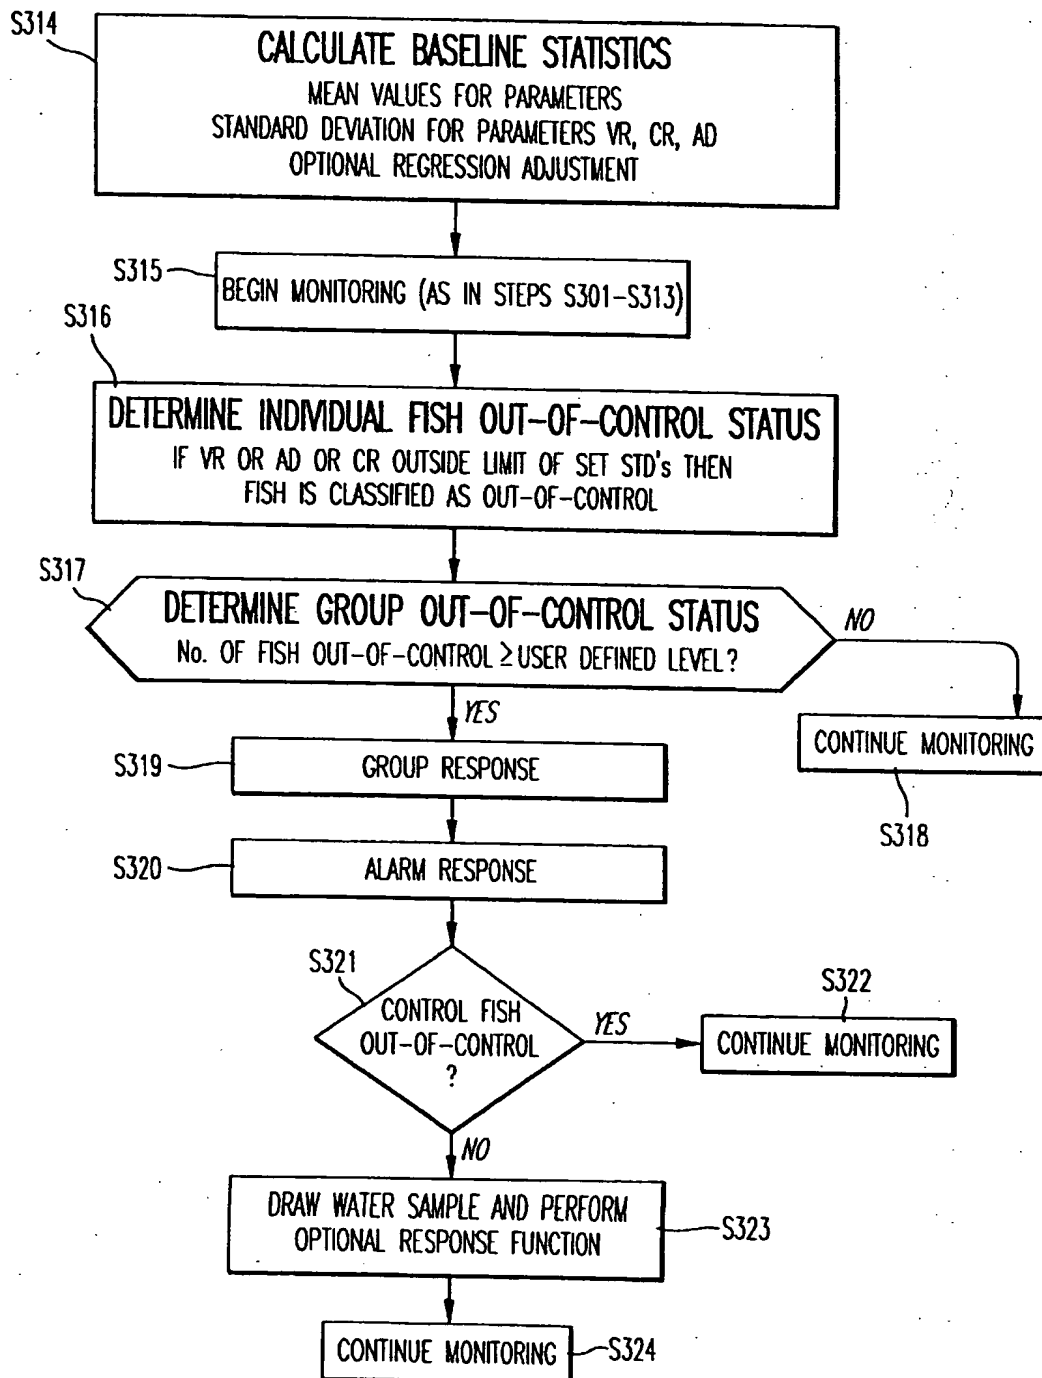 S314
CALCULATE BASELINE STATISTICS
MEAN VALUES FOR PARAMETERS
STANDARD DEVIATION FOR PARAMETERS VR, CR, AD
OPTIONAL REGRESSION ADJUSTMENT
S315
BEGIN MONITORING (AS IN STEPS S301-S313)
S316
DETERMINE INDIVIDUAL FISH OUT-OF-CONTROL STATUS
IF VR OR AD OR CR OUTSIDE LIMIT OF SET STD's THEN
FISH IS CLASSIFIED AS OUT-OF-CONTROL
S317
DETERMINE GROUP OUT-OF-CONTROL STATUS
No. OF FISH OUT-OF-CONTROL ≥ USER DEFINED LEVEL?
NO
YES
CONTINUE MONITORING
S318
S319
GROUP RESPONSE
S320
ALARM RESPONSE
S321
CONTROL FISH
OUT-OF-CONTROL
?
YES
S322
CONTINUE MONITORING
NO
DRAW WATER SAMPLE AND PERFORM
OPTIONAL RESPONSE FUNCTION
S323
CONTINUE MONITORING
S324